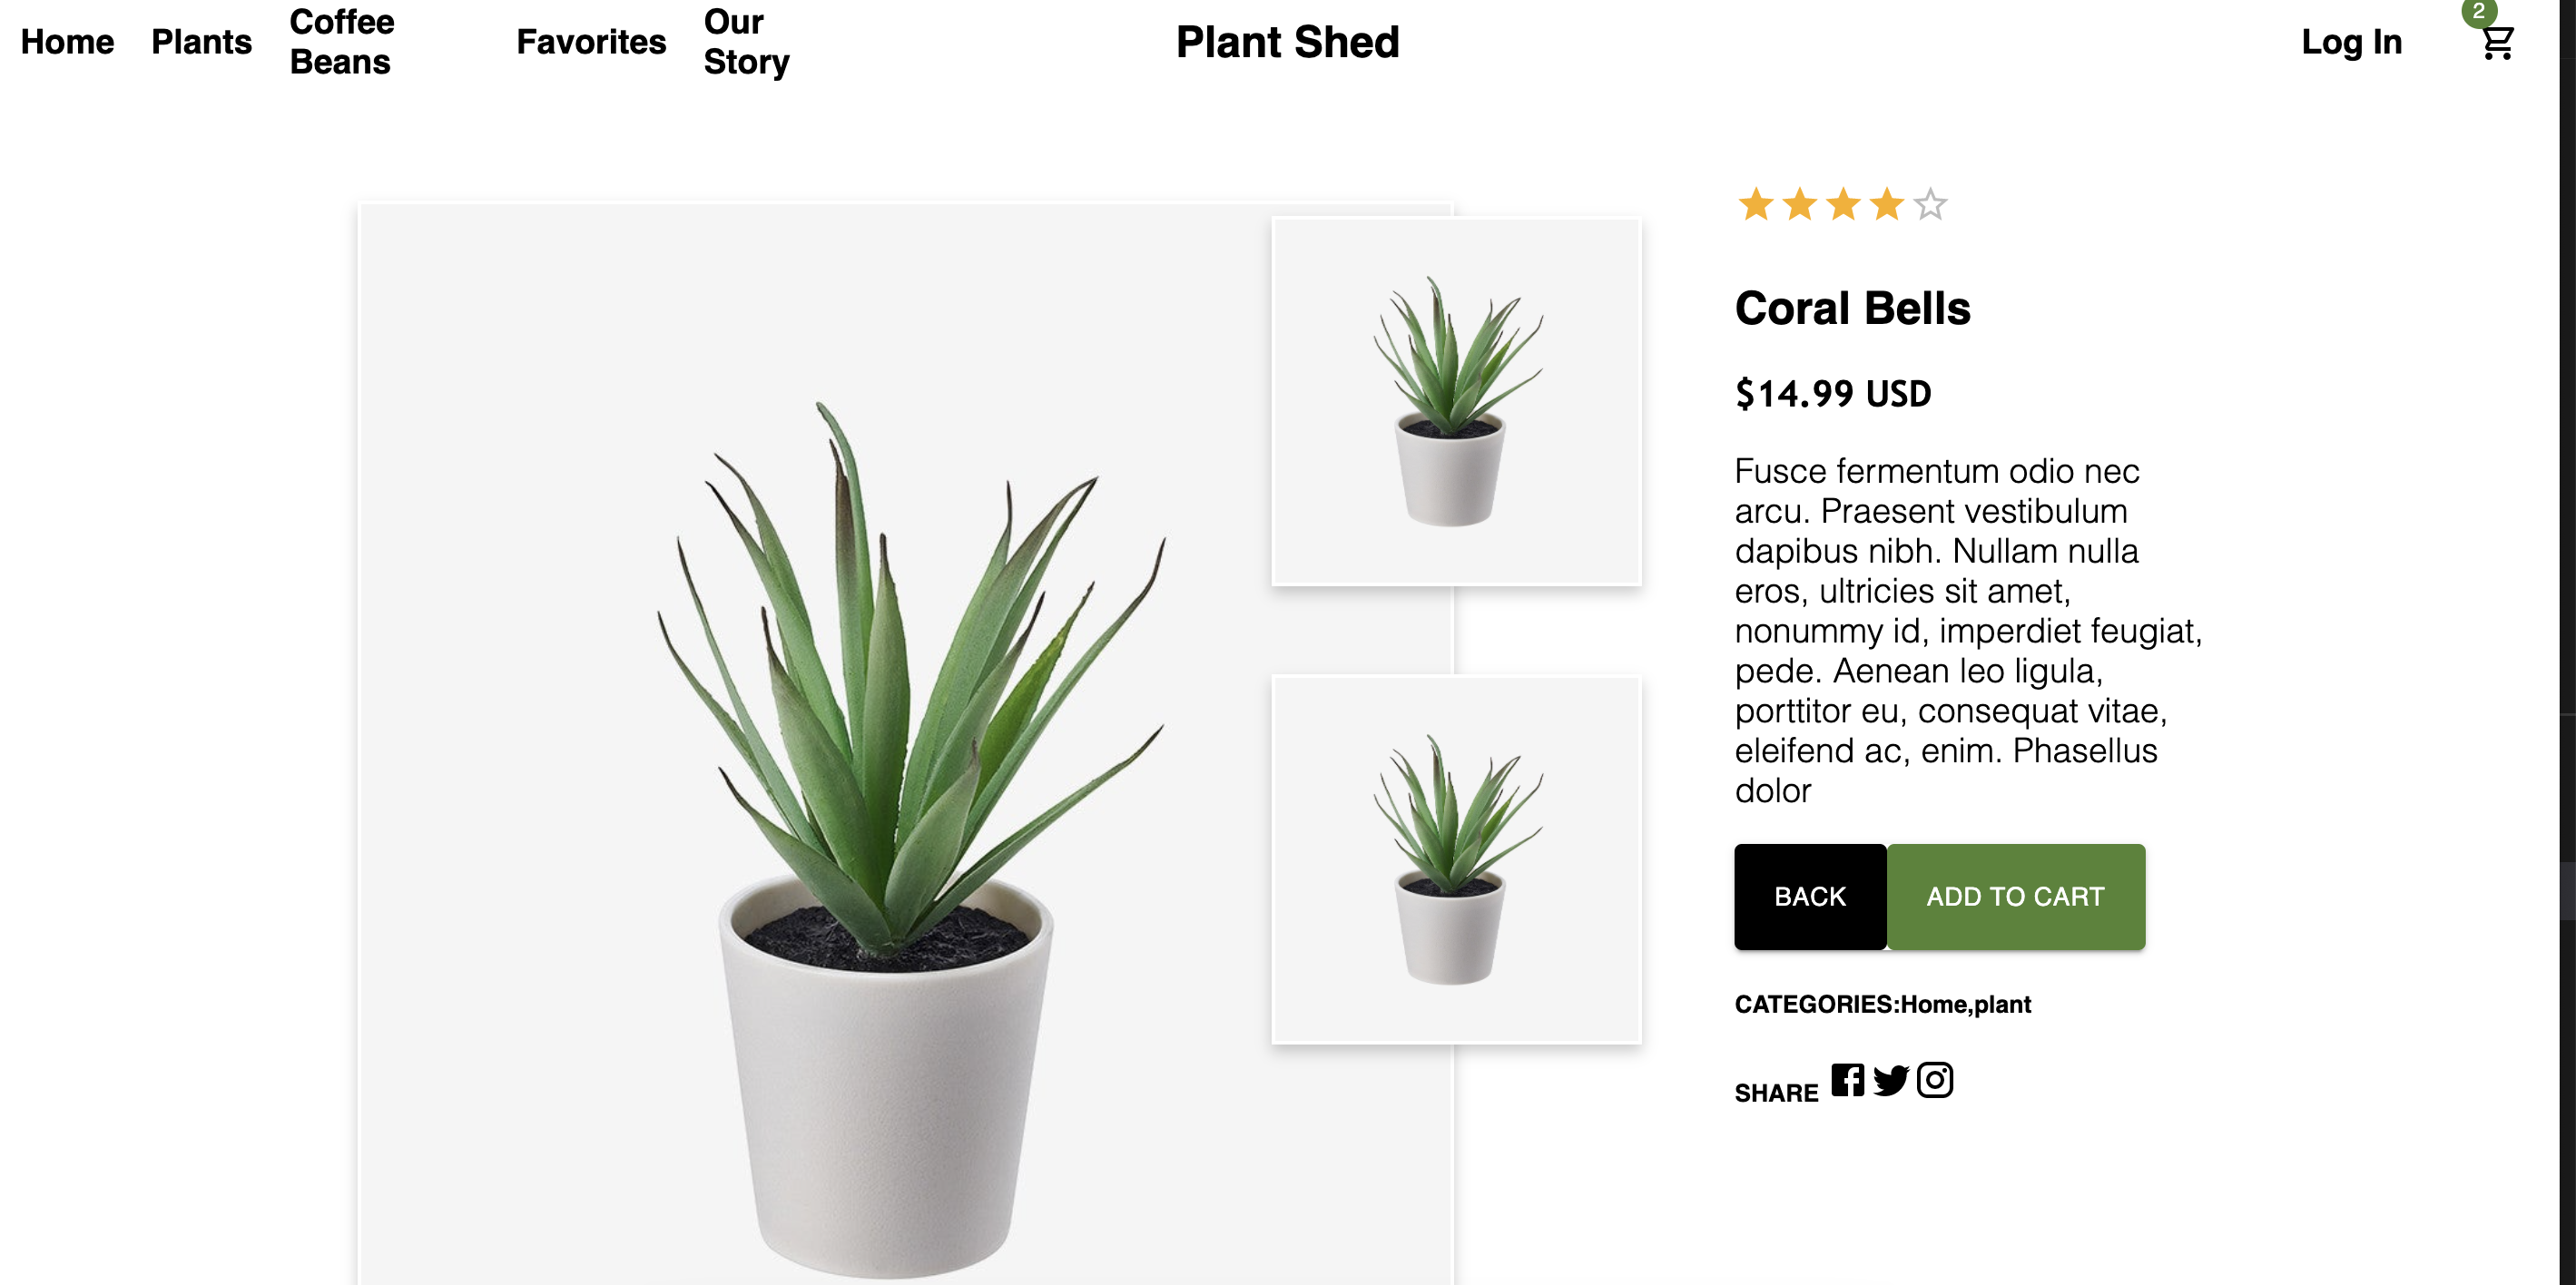 Home
Plants
Coffee
Beans
Favorites
Our
Story
Plant Shed
Log In
2
Coral Bells
$14.99 USD
Fusce fermentum odio nec
arcu. Praesent vestibulum
dapibus nibh. Nullam nulla
eros, ultricies sit amet,
nonummy id, imperdiet feugiat,
pede. Aenean leo ligula,
porttitor eu, consequat vitae,
eleifend ac, enim. Phasellus
dolor
BACK
ADD TO CART
CATEGORIES:Home,plant
SHARE